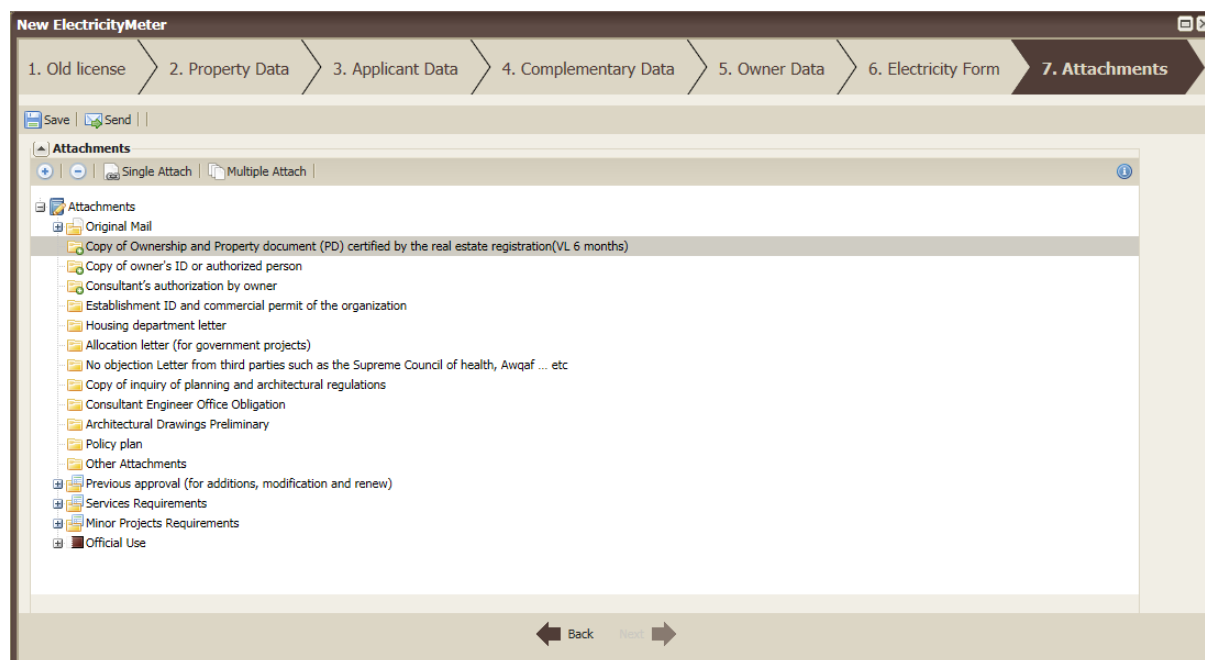 New ElectricityMeter
1. Old license 2. Property Data 3. Applicant Data 4. Complementary Data 5. Owner Data 6. Electricity Form 7. Attachments
Save Send
Attachments
Single Attach Multiple Attach
Attachments
Original Mail
Copy of Ownership and Property document (PD) certified by the real estate registration(VL 6 months)
Copy of owner's ID or authorized person
Consultant's authorization by owner
Establishment ID and commercial permit of the organization
Housing department letter
Allocation letter (for government projects)
No objection Letter from third parties such as the Supreme Council of health, Awqaf ... etc
Copy of inquiry of planning and architectural regulations
Consultant Engineer Office Obligation
Architectural Drawings Preliminary
Policy plan
Other Attachments
Previous approval (for additions, modification and renew)
Services Requirements
Minor Projects Requirements
Official Use
Back Next